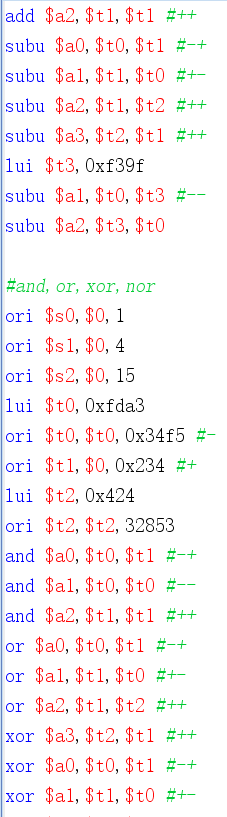 add $a2,$t1,$t1 #++
subu $a0,$t0,$t1 #-+
subu $a1,$t1,$t0 #+-
subu $a2,$t1,$t2 #++
subu $a3,$t2,$t1 #++
lui $t3,0xf39f
subu $a1,$t0,$t3 #--
subu $a2,$t3,$t0
#and, or, xor, nor
ori $s0,$0,1
ori $s1,$0,4
ori $s2,$0,15
lui $t0,0xfda3
ori $t0,$t0,0x34f5 #-
ori $t1,$0,0x234 #+
lui $t2,0x424
ori $t2,$t2,32853
and $a0,$t0,$t1 #-+
and $a1,$t0,$t0 #--
and $a2,$t1,$t1 #++
or $a0,$t0,$t1 #-+
or $a1,$t1,$t0 #+-
or $a2,$t1,$t2 #++
xor $a3,$t2,$t1 #++
xor $a0,$t0,$t1 #-+
xor $a1,$t1,$t0 #+-